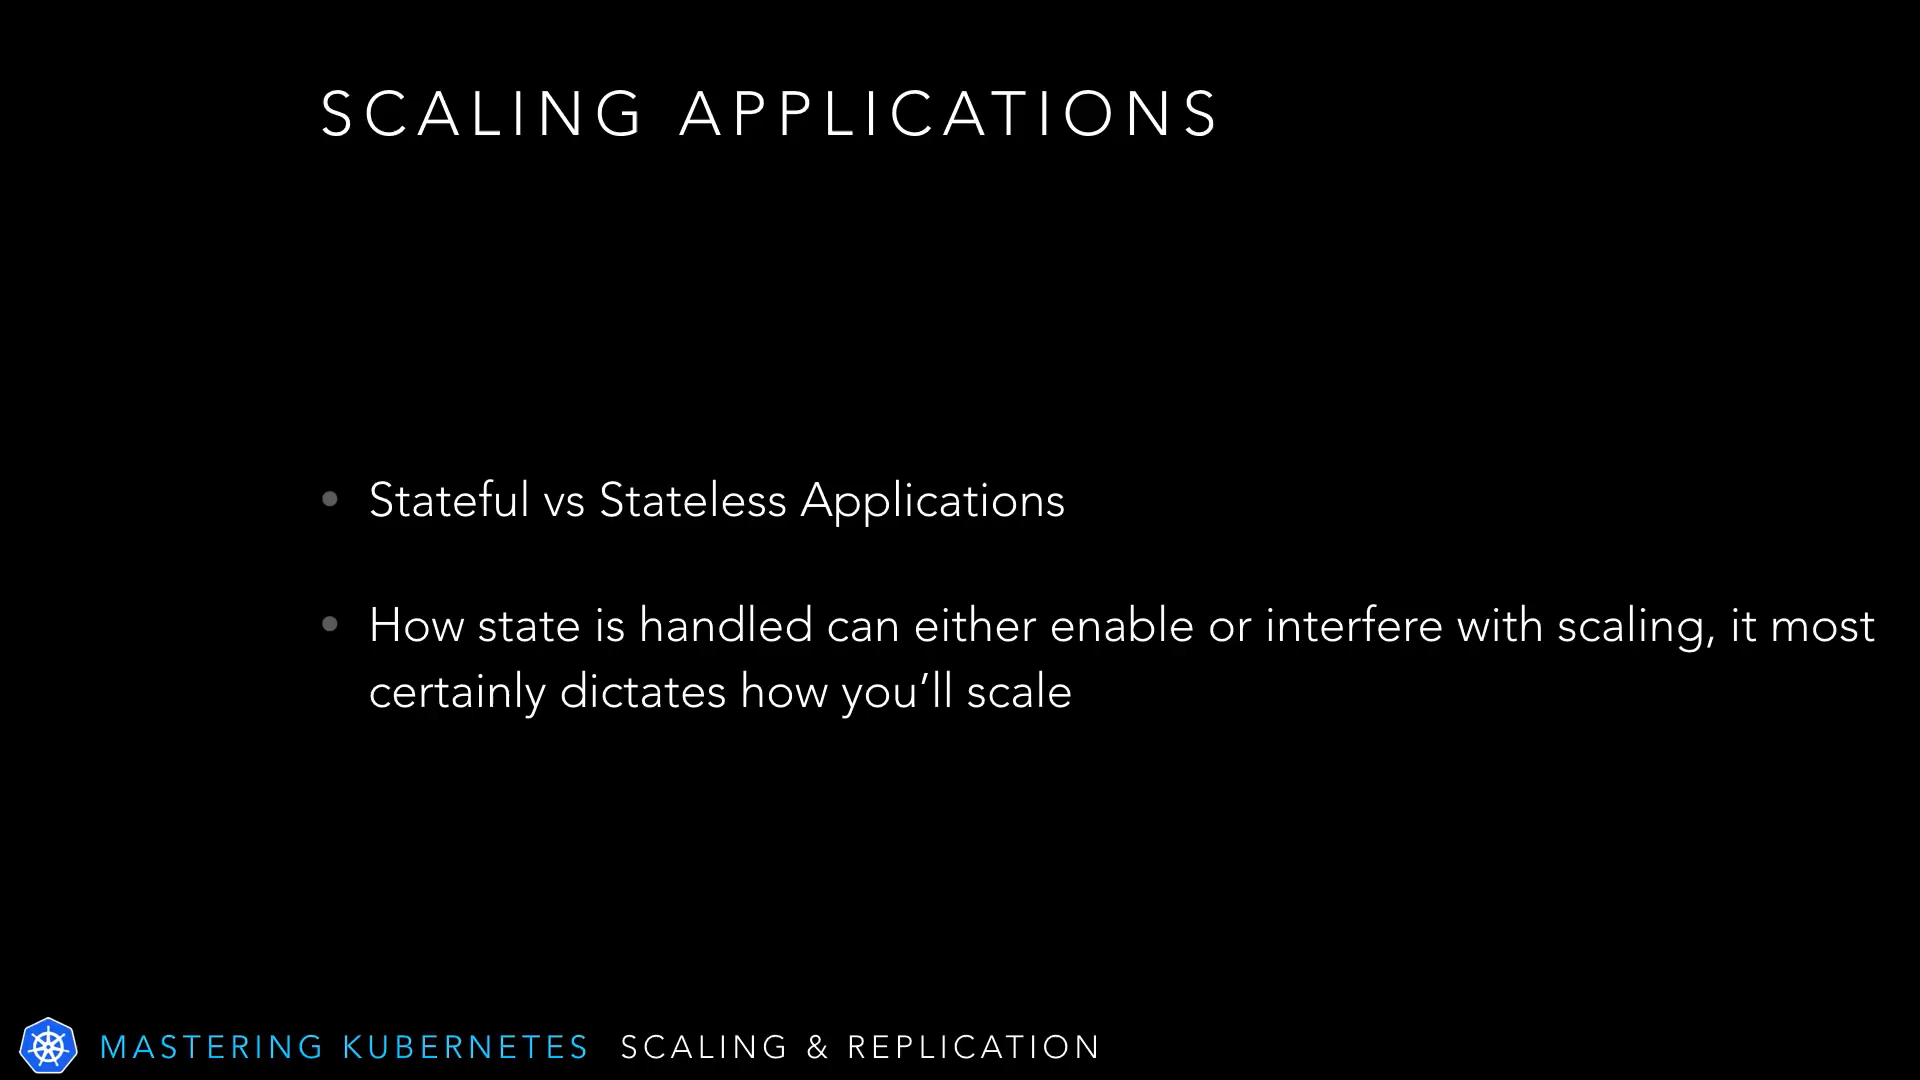 SCALING APPLICATIONS
• Stateful vs Stateless Applications
• How state is handled can either enable or interfere with scaling, it most
certainly dictates how you’ll scale
MASTERING KUBERNETES SCALING & REPLICATION